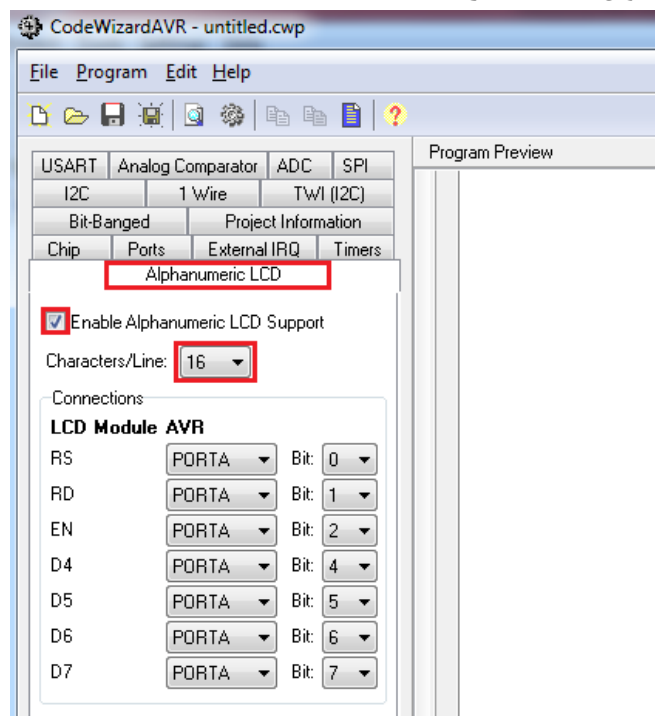 CodeWizardAVR - untitled.cwp
File Program Edit Help
USART Analog Comparator ADC SPI
I2C 1 Wire TWI (I2C)
Bit-Banged Project Information
Chip Ports External IRQ Timers
Alphanumeric LCD
Program Preview
Enable Alphanumeric LCD Support
Characters/Line: 16
Connections
LCD Module AVR
RS PORTA Bit: 0
RD PORTA Bit: 1
EN PORTA Bit: 2
D4 PORTA Bit: 4
D5 PORTA Bit: 5
D6 PORTA Bit: 6
D7 PORTA Bit: 7